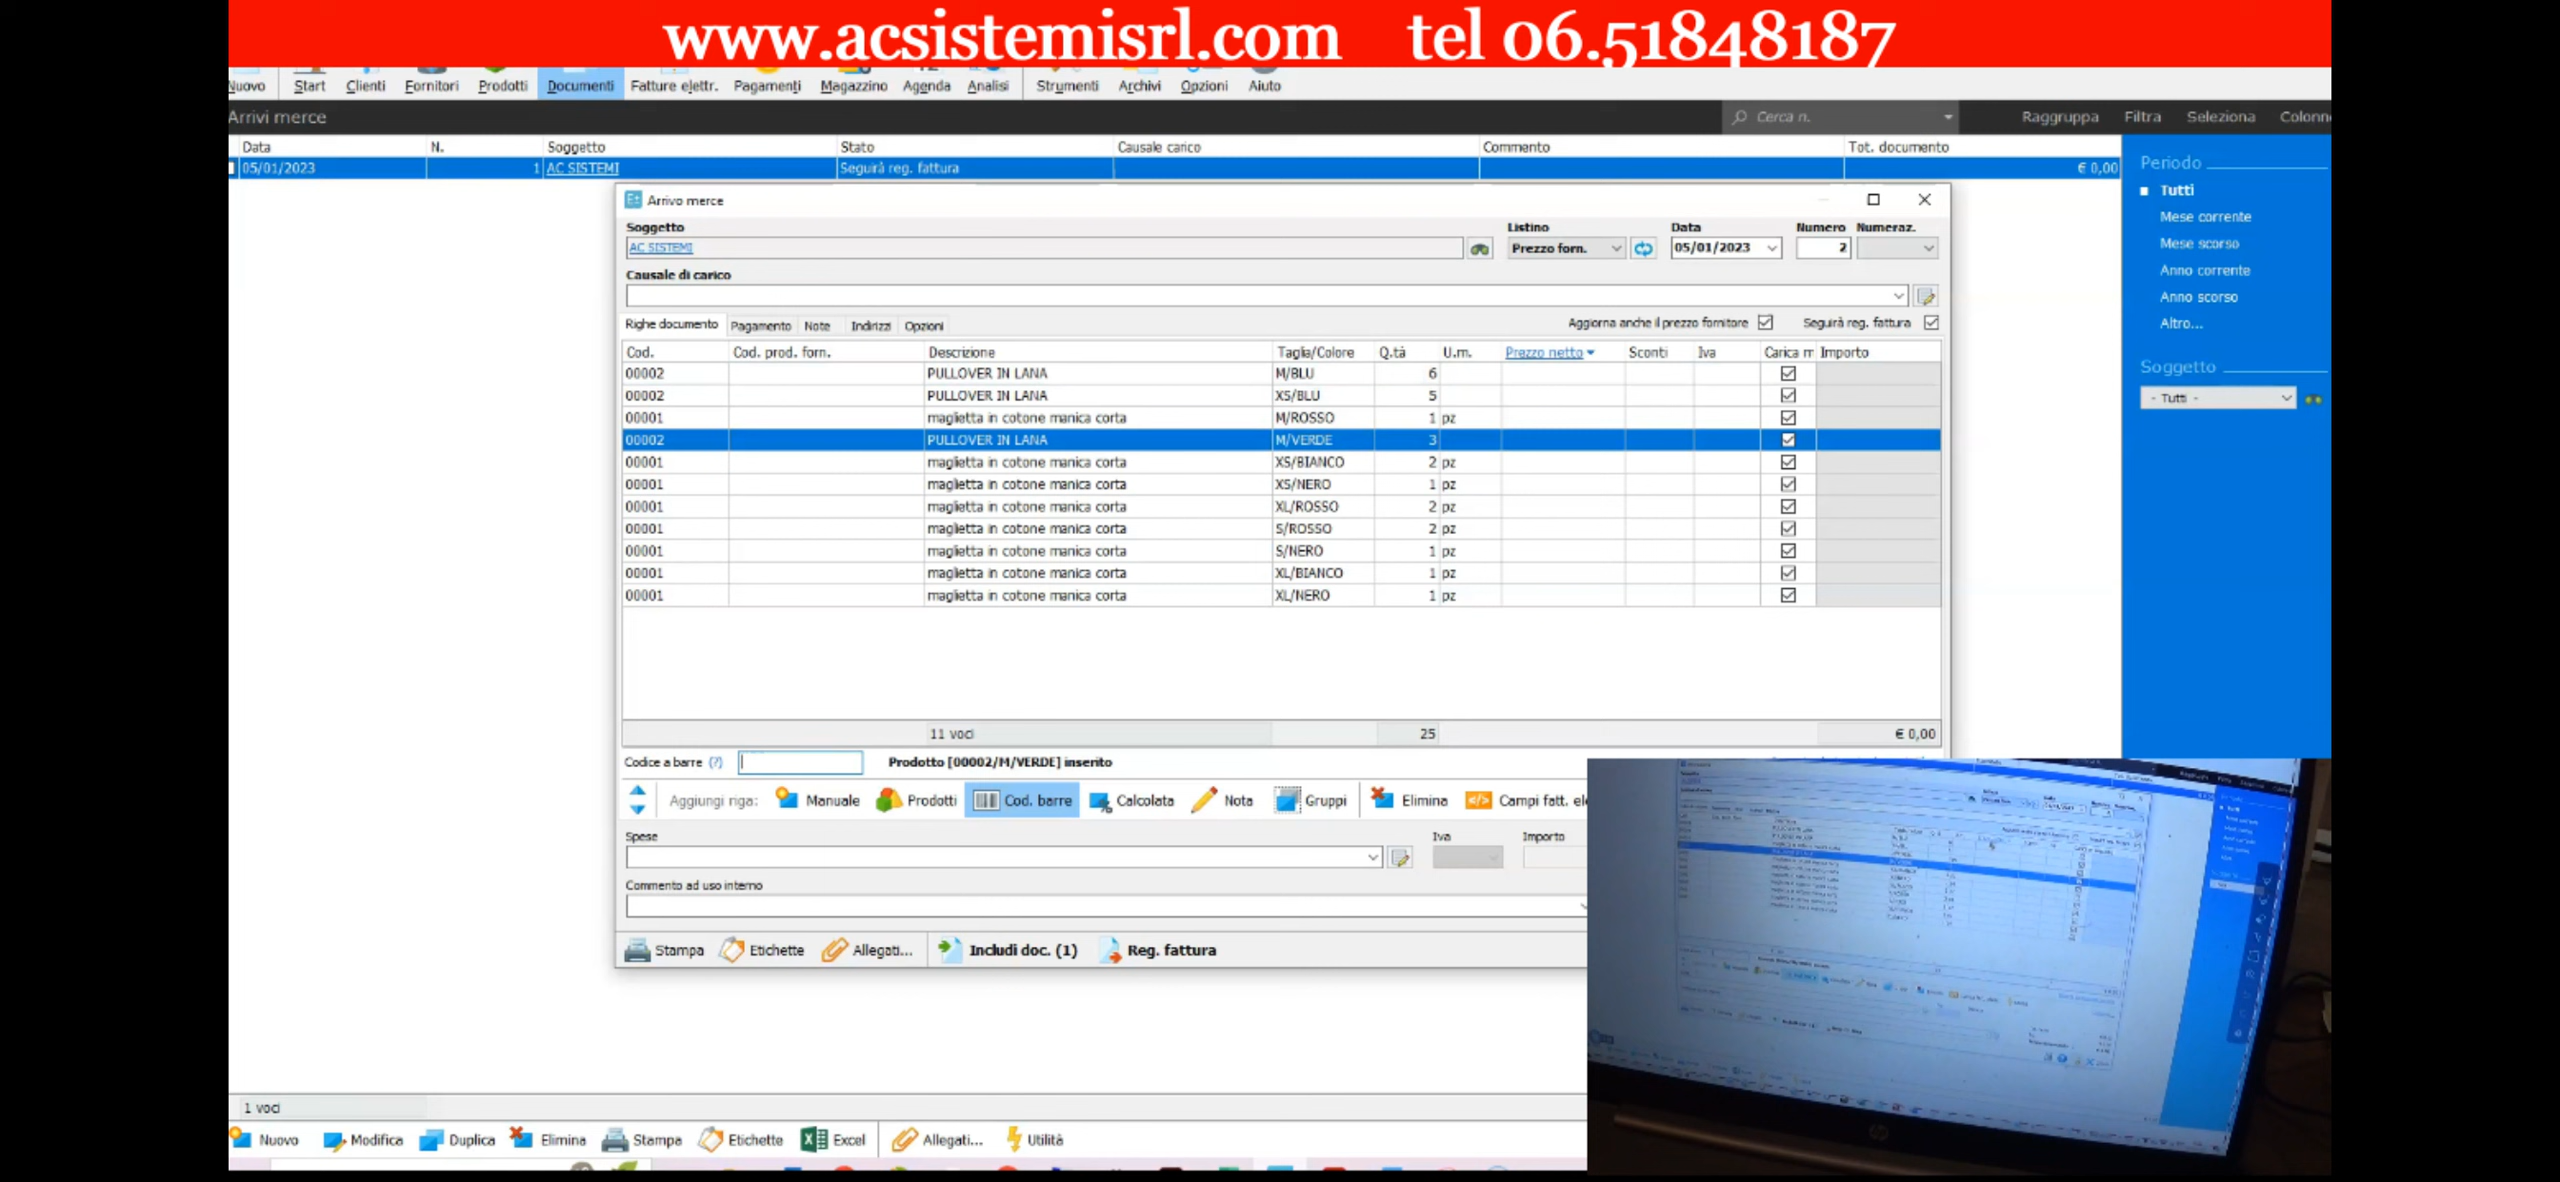 www.acsistemisrl.com tel 06.51848187
Nuovo Start Clienti Fornitori Prodotti Documenti Fatture elettr. Pagamenti Magazzino Agenda Analisi Strumenti Archivi Opzioni Aiuto
Arrivi merce Cerca n. Raggruppa Filtra Seleziona Colonn
Data N. Soggetto Stato Causale carico Commento Tot. documento
05/01/2023 1 AC SISTEMI Seguirà reg. fattura € 0,00
Periodo
Tutti
Mese corrente
Mese scorso
Anno corrente
Anno scorso
Altro...
Soggetto
- Tutti -
Arrivo merce
Soggetto Listino Data Numero Numeraz.
AC SISTEMI Prezzo forn. 05/01/2023 2
Causale di carico
Righe documento Pagamento Note Indirizzi Opzioni Aggiorna anche il prezzo fornitore Seguirà reg. fattura
Cod. Cod. prod. forn. Descrizione Taglia/Colore Q.tà U.m. Prezzo netto Sconti Iva Carica m Importo
00002 PULLOVER IN LANA M/BLU 6
00002 PULLOVER IN LANA XS/BLU 5
00001 maglietta in cotone manica corta M/ROSSO 1 pz
00002 PULLOVER IN LANA M/VERDE 3
00001 maglietta in cotone manica corta XS/BIANCO 2 pz
00001 maglietta in cotone manica corta XS/NERO 1 pz
00001 maglietta in cotone manica corta XL/ROSSO 2 pz
00001 maglietta in cotone manica corta S/ROSSO 2 pz
00001 maglietta in cotone manica corta S/NERO 1 pz
00001 maglietta in cotone manica corta XL/BIANCO 1 pz
00001 maglietta in cotone manica corta XL/NERO 1 pz
11 voci 25 € 0,00
Codice a barre (?) Prodotto [00002/M/VERDE] inserito
Aggiungi riga: Manuale Prodotti Cod. barre Calcolata Nota Gruppi Elimina Campi fatt. el
Spese Iva Importo
Commento ad uso interno
Stampa Etichette Allegati... Includi doc. (1) Reg. fattura
1 voci
Nuovo Modifica Duplica Elimina Stampa Etichette Excel Allegati... Utilità